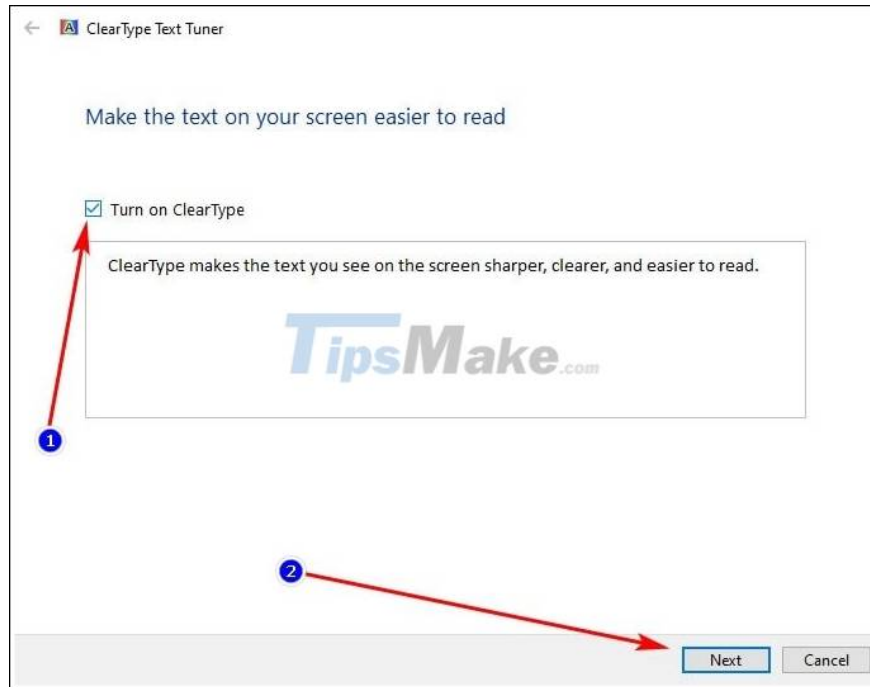 ClearType Text Tuner
Make the text on your screen easier to read
Turn on ClearType
ClearType makes the text you see on the screen sharper, clearer, and easier to read.
TipsMake.com
1
2
Next Cancel